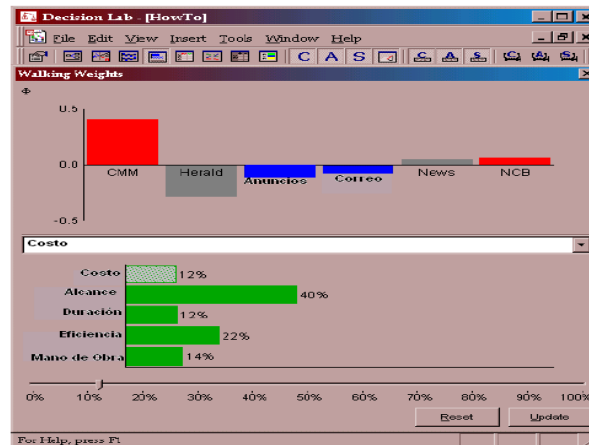 Decision Lab - [HowTo]
File Edit View Insert Tools Window Help
C A S C A S (C) (A) (S)
Walking Weights
Φ
0.5
0.0
CMM Herald Anuncios Correo News NCB
-0.5
Costo
Costo 12%
Alcance 40%
Duración 12%
Eficiencia 22%
Mano de Obra 14%
0% 10% 20% 30% 40% 50% 60% 70% 80% 90% 100%
Reset Update
For Help, press F1